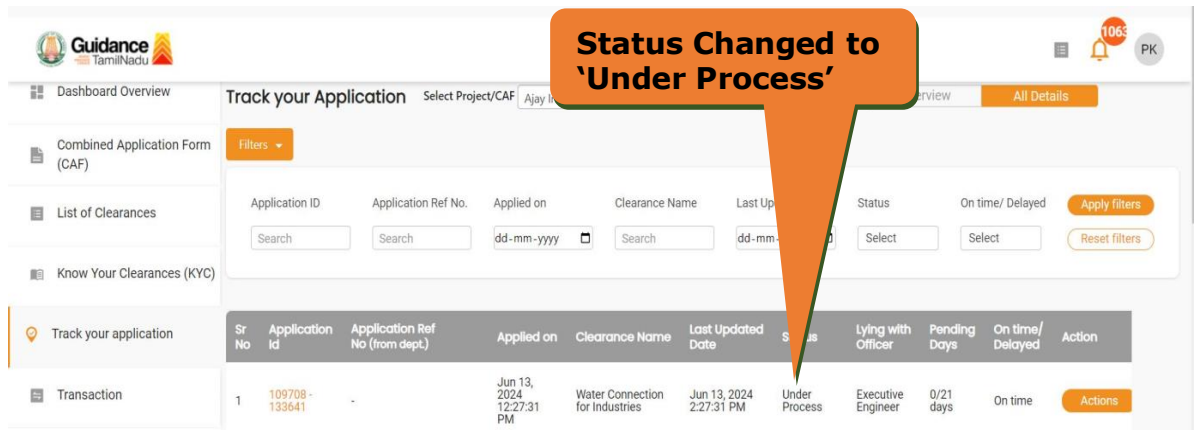 Guidance
TamilNadu
Status Changed to
‘Under Process’
1063
PK
Dashboard Overview
Track your Application
Select Project/CAF
Ajay
All Details
Combined Application Form
(CAF)
Filters
List of Clearances
Application ID
Application Ref No.
Applied on
Clearance Name
Last
Status
On time/ Delayed
Apply filters
Search
Search
dd-mm-yyyy
Search
dd-mm-
Select
Select
Reset filters
Know Your Clearances (KYC)
Track your application
Sr No
Application Id
Application Ref No (from dept.)
Applied on
Clearance Name
Last Updated Date
Lying with Officer
Pending Days
On time/ Delayed
Action
Transaction
1
109708 -
133641
-
Jun 13,
2024
12:27:31
PM
Water Connection
for Industries
Jun 13, 2024
2:27:31 PM
Under
Process
Executive
Engineer
0/21
days
On time
Actions